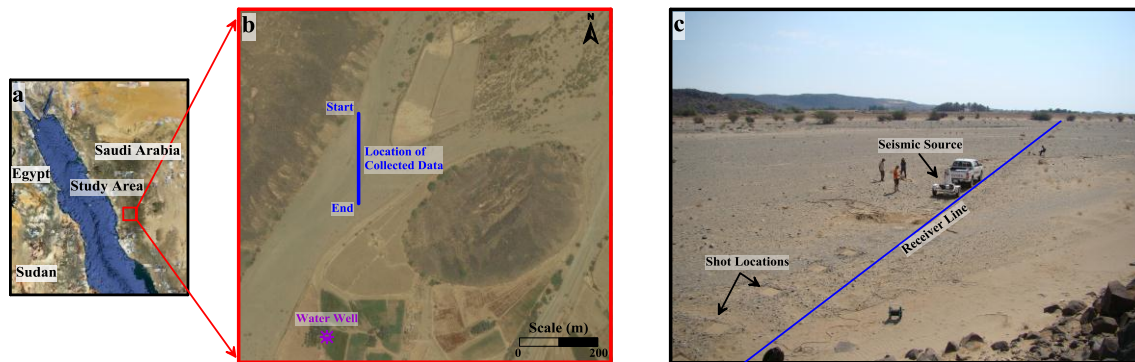 a
Saudi Arabia
Egypt
Study Area
Sudan
b
N
Start
Location of
Collected Data
End
Water Well
Scale (m)
0
200
c
Seismic Source
Receiver Line
Shot Locations